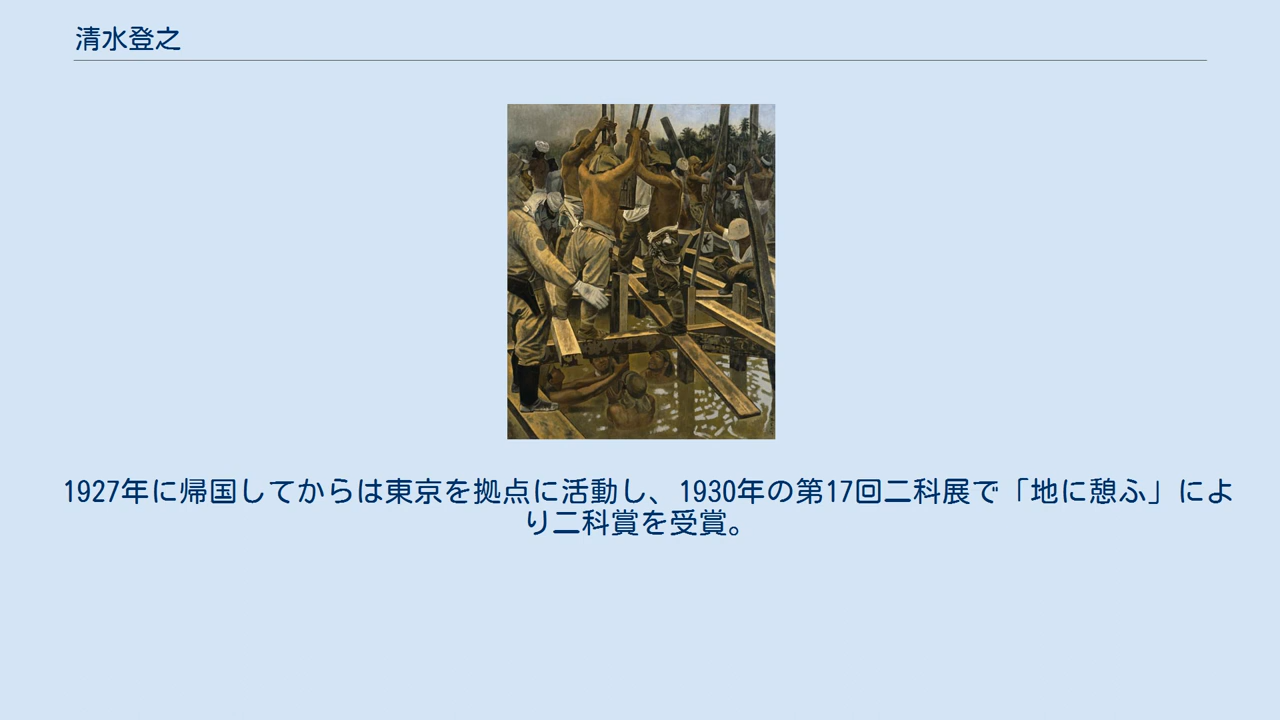 清水登之
1927年に帰国してからは東京を拠点に活動し、1930年の第17回二科展で「地に憩ふ」によ
り二科賞を受賞。